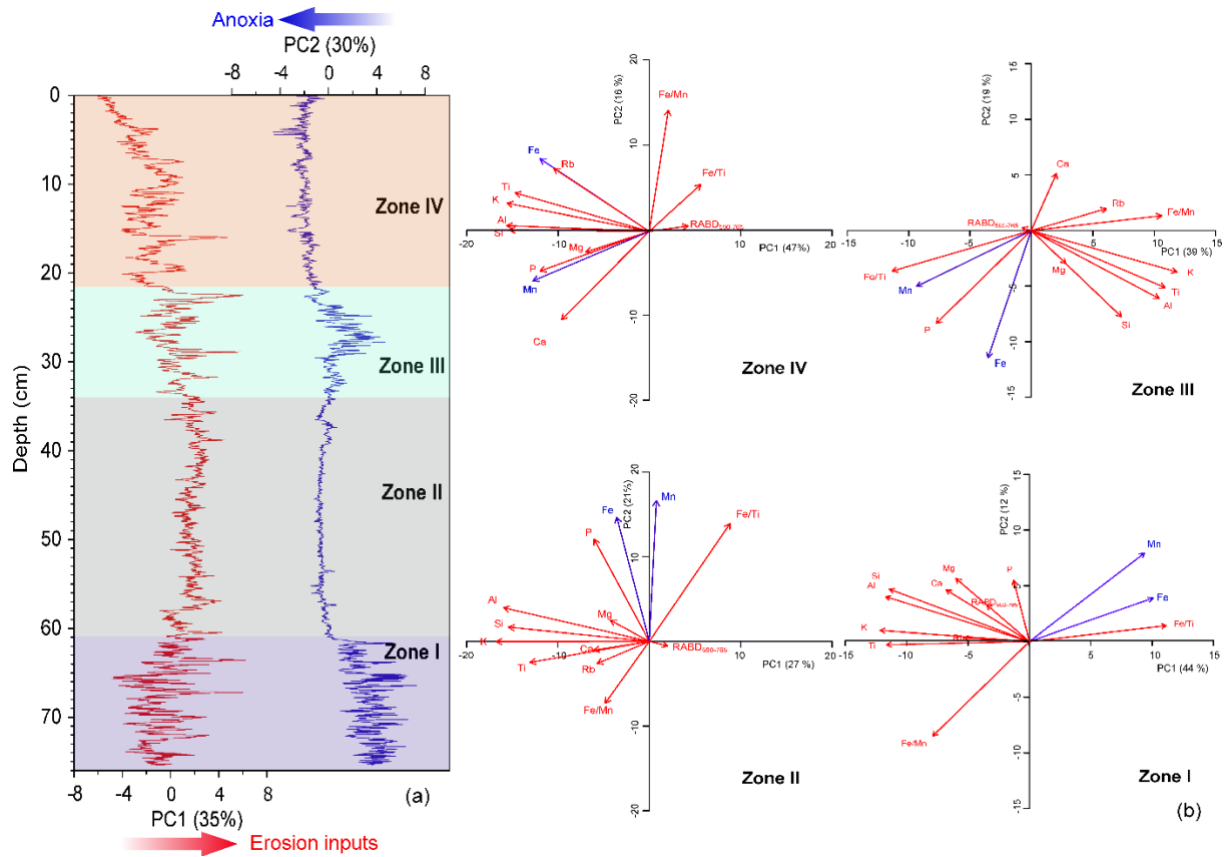 Anoxia
PC2 (30%)
-8 -4 0 4 8
Depth (cm)
0
10
20
30
40
50
60
70
Zone IV
Zone III
Zone II
Zone I
-8 -4 0 4 8
PC1 (35%)
(a)
Erosion inputs
PC2 (16 %)
20
10
-10
-20
-20 -10 10 20
PC1 (47%)
Fe/Mn
Fe
Rb
Fe/Ti
Ti
K
Al
Si
Mg
P
Mn
Ca
Zone IV
PC2 (19 %)
15
10
5
-5
-10
-15
-15 -10 -5 5 10 15
PC1 (39 %)
Ca
Rb
Fe/Mn
Fe/Ti
Mn
P
Fe
Mg
K
Ti
Al
Si
Zone III
PC2 (21%)
20
10
-10
-20
-20 -10 10 20
PC1 (27 %)
Fe
Mn
Fe/Ti
P
Al
Mg
Si
K
Ca
Ti
Rb
Fe/Mn
Zone II
PC2 (12 %)
15
10
5
-5
-10
-15
-15 -10 -5 5 10 15
PC1 (44 %)
Mn
Fe
Fe/Ti
P
Mg
Ca
Si
Al
K
Ti
Fe/Mn
Zone I
(b)